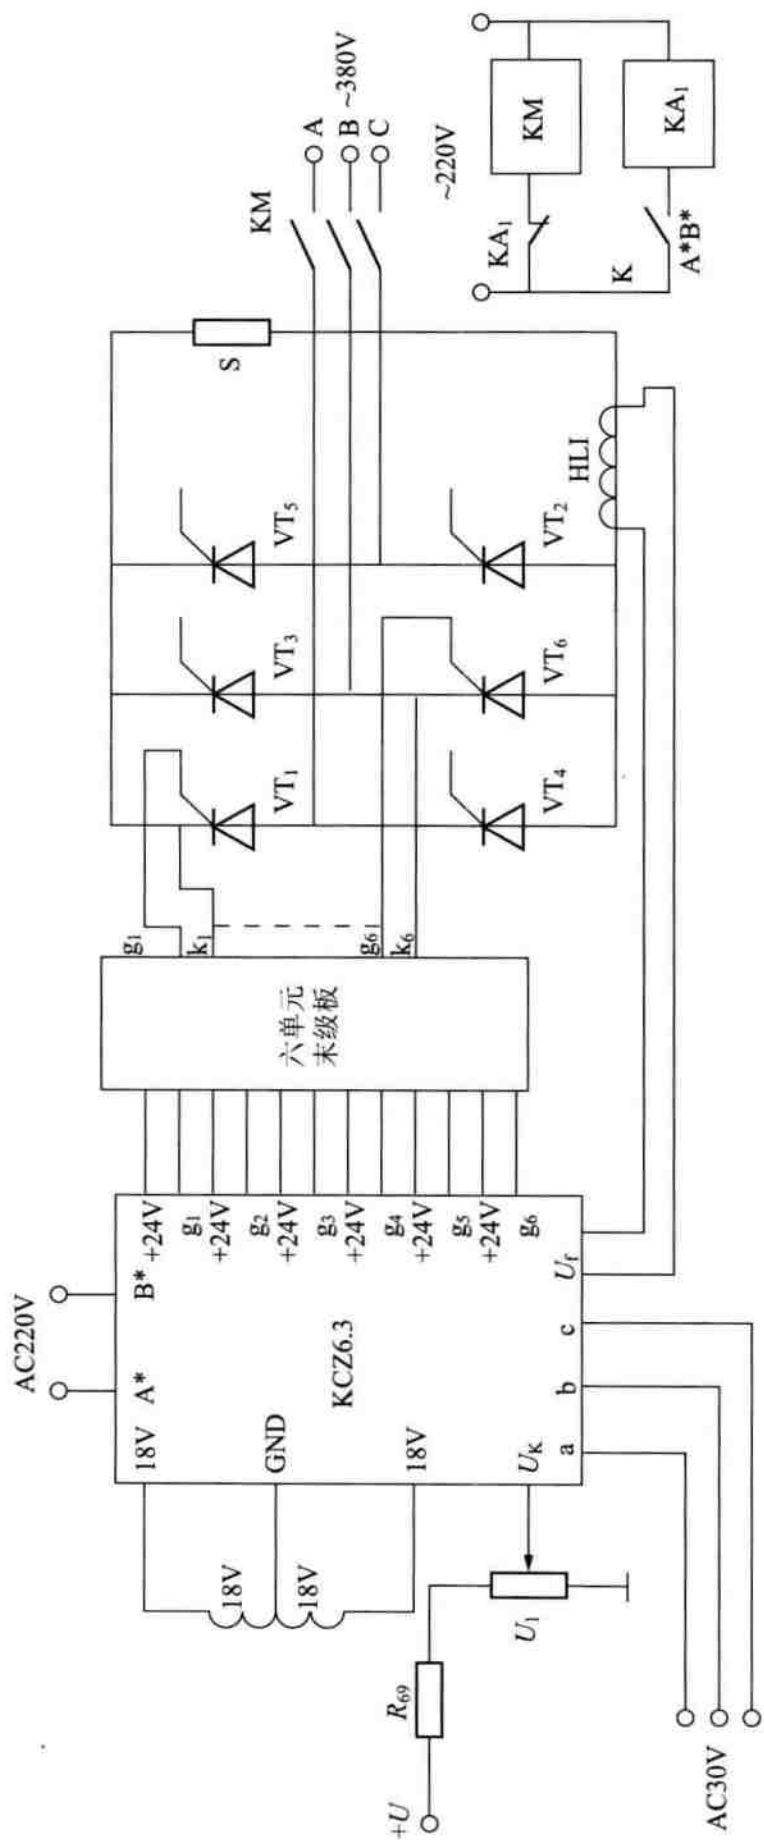 AC220V
A*
B*
18V
GND
18V
18V
18V
KCZ6.3
+24V
g1
+24V
g2
+24V
g3
+24V
g4
+24V
g5
+24V
g6
UK
a
b
c
Uf
+U
R69
U1
AC30V
六单元
末级板
g1
k1
g6
k6
VT1
VT3
VT5
VT4
VT6
VT2
S
HLI
KM
A
B ~380V
C
~220V
KA1
KM
K
A*B*
KA1